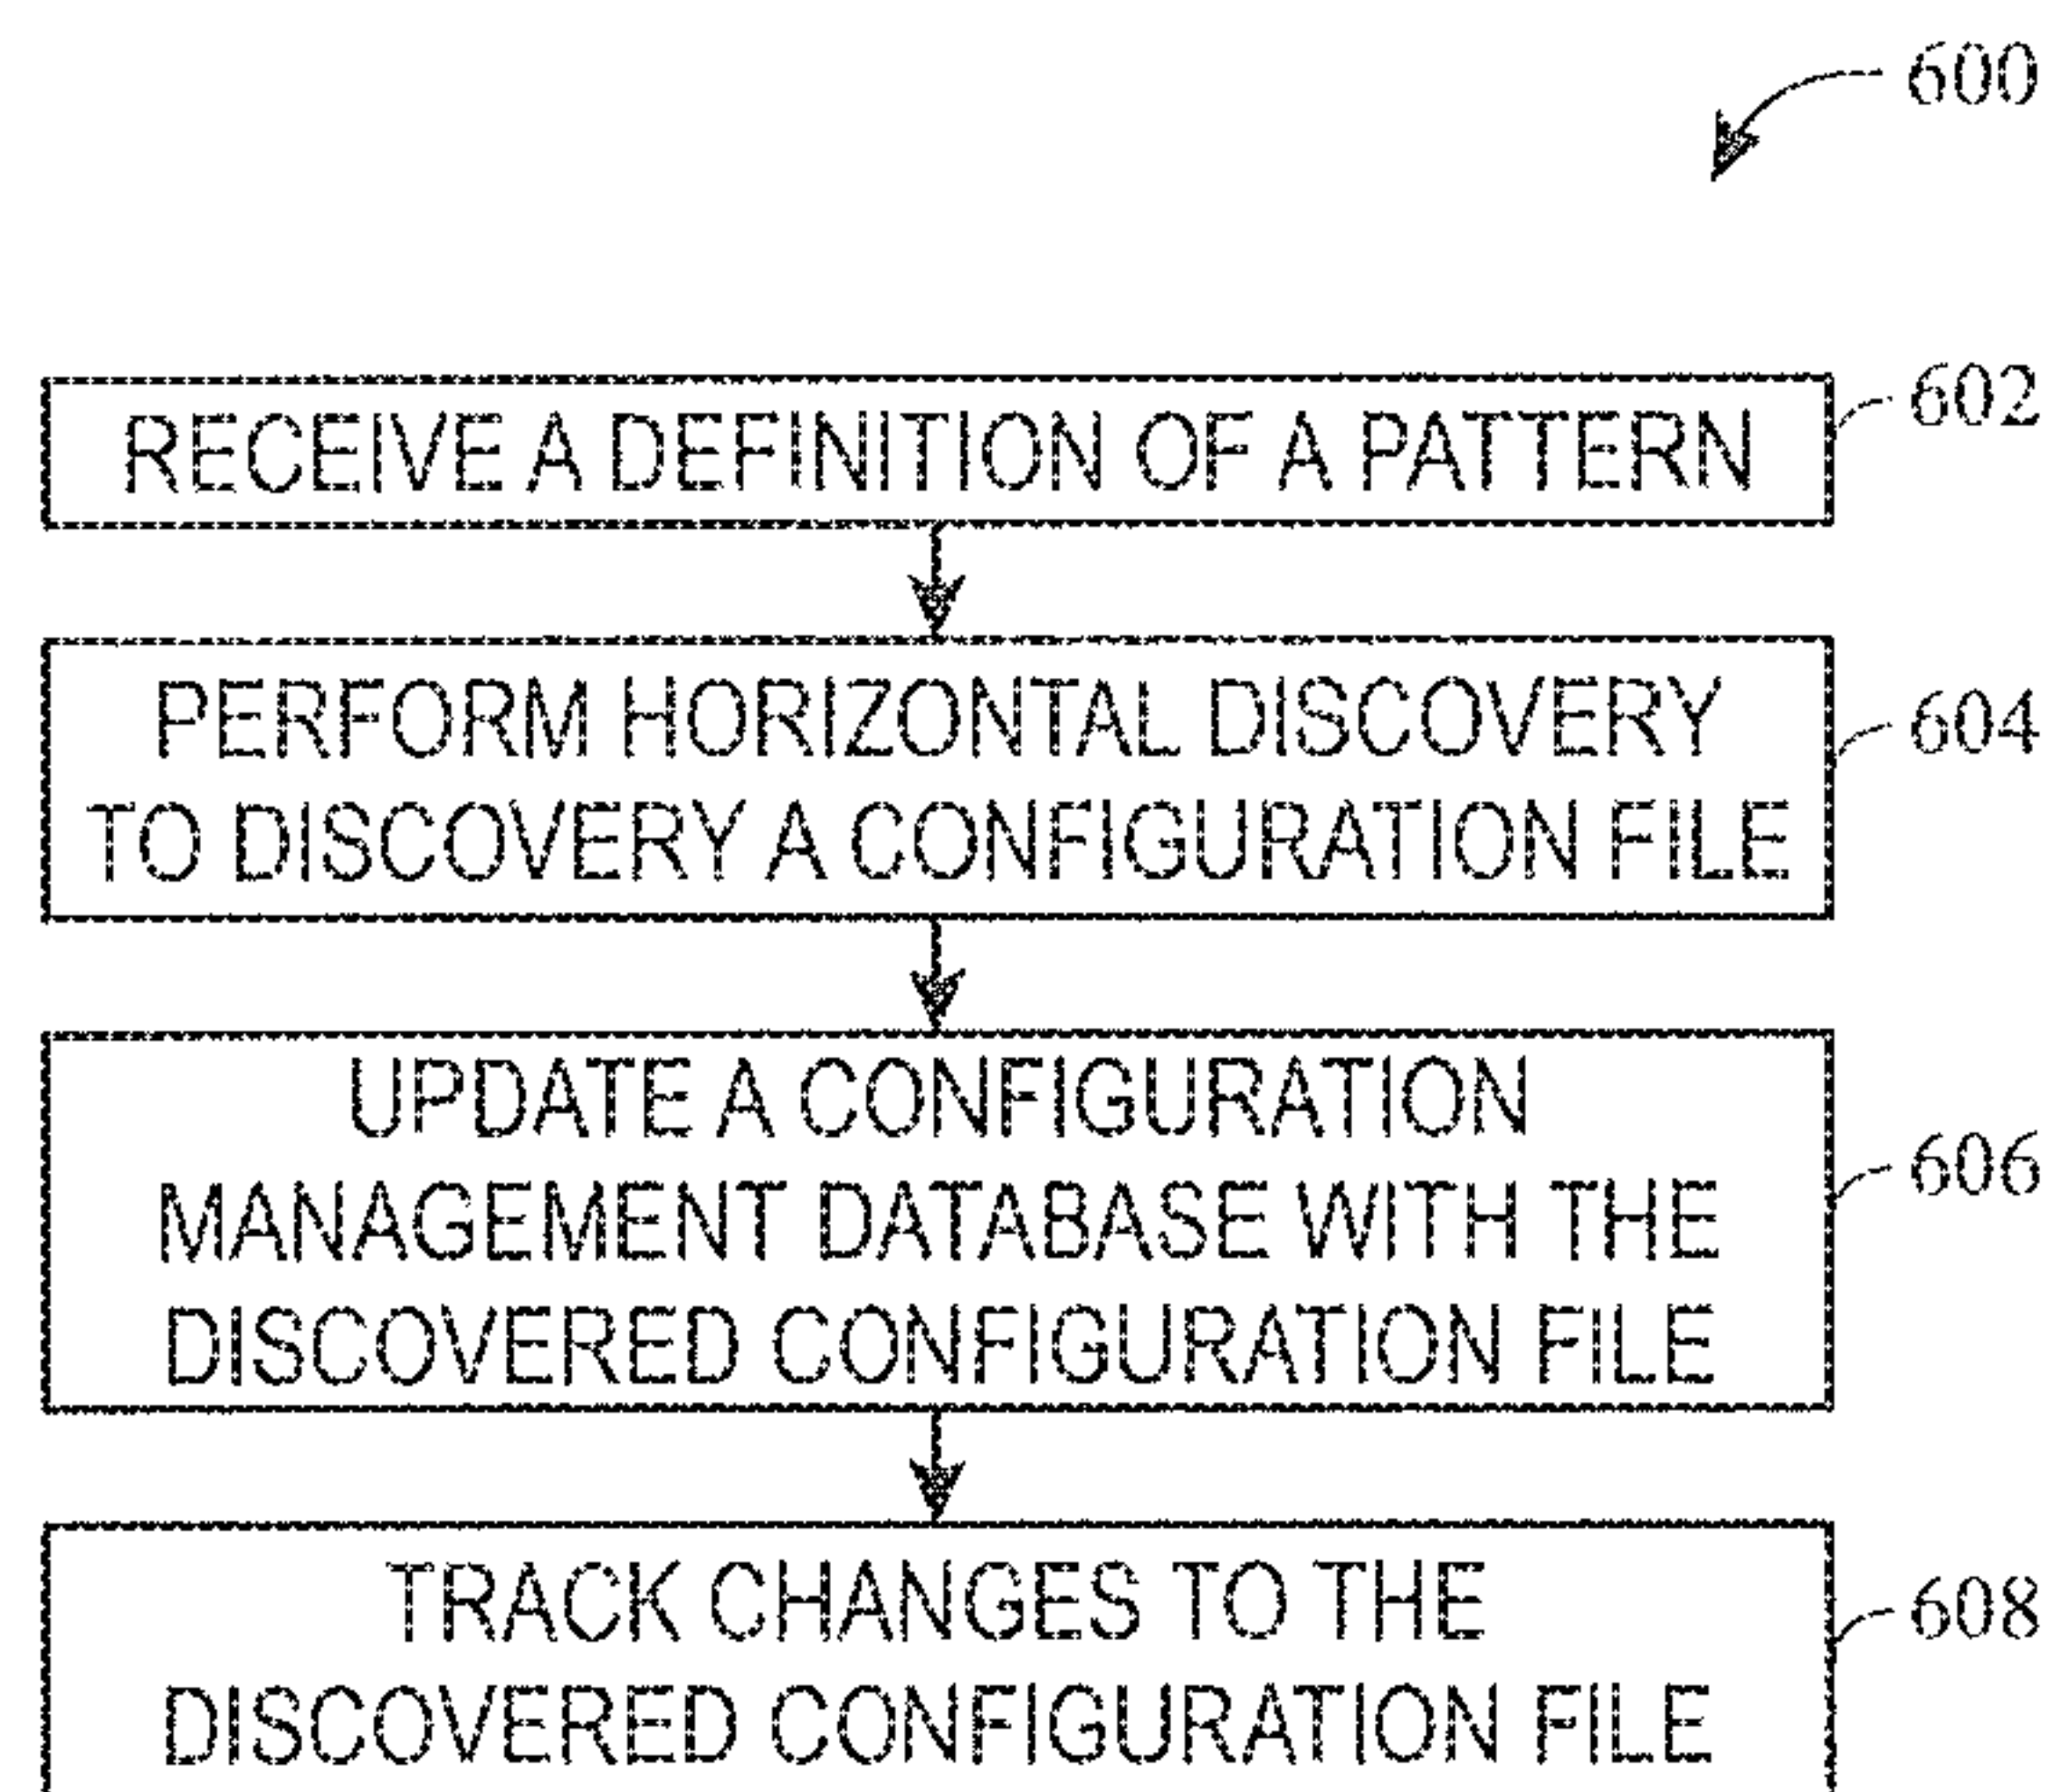 600
RECEIVE A DEFINITION OF A PATTERN
602
PERFORM HORIZONTAL DISCOVERY
TO DISCOVERY A CONFIGURATION FILE
604
UPDATE A CONFIGURATION
MANAGEMENT DATABASE WITH THE
DISCOVERED CONFIGURATION FILE
606
TRACK CHANGES TO THE
DISCOVERED CONFIGURATION FILE
608